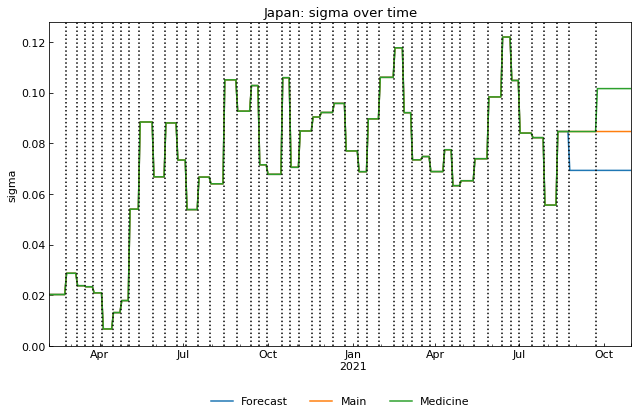 Japan: sigma over time
sigma
0.12
0.10
0.08
0.06
0.04
0.02
0.00
Apr Jul Oct Jan Apr Jul Oct
2021
Forecast Main Medicine